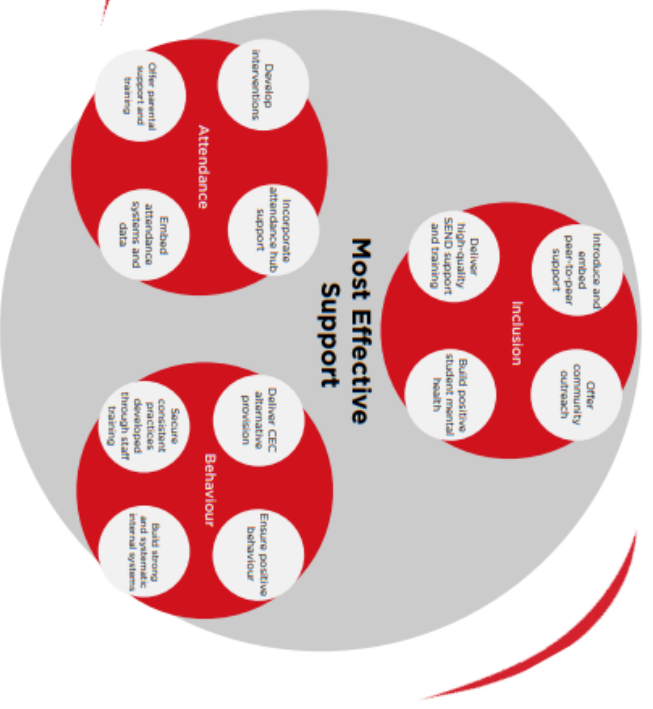 Introduce and
embed
peer-to-peer
support
Offer
community
outreach
Inclusion
Deliver
high-quality
SEND support
and training
Build positive
student mental
health
Most Effective
Support
Develop
interventions
Incorporate
attendance hub
support
Attendance
Offer parental
support and
training
Embed
attendance
systems and
data
Deliver CEC
alternative
provision
Ensure positive
behaviour
Behaviour
Secure
consistent
practices
developed
through staff
training
Build strong
and systematic
internal systems